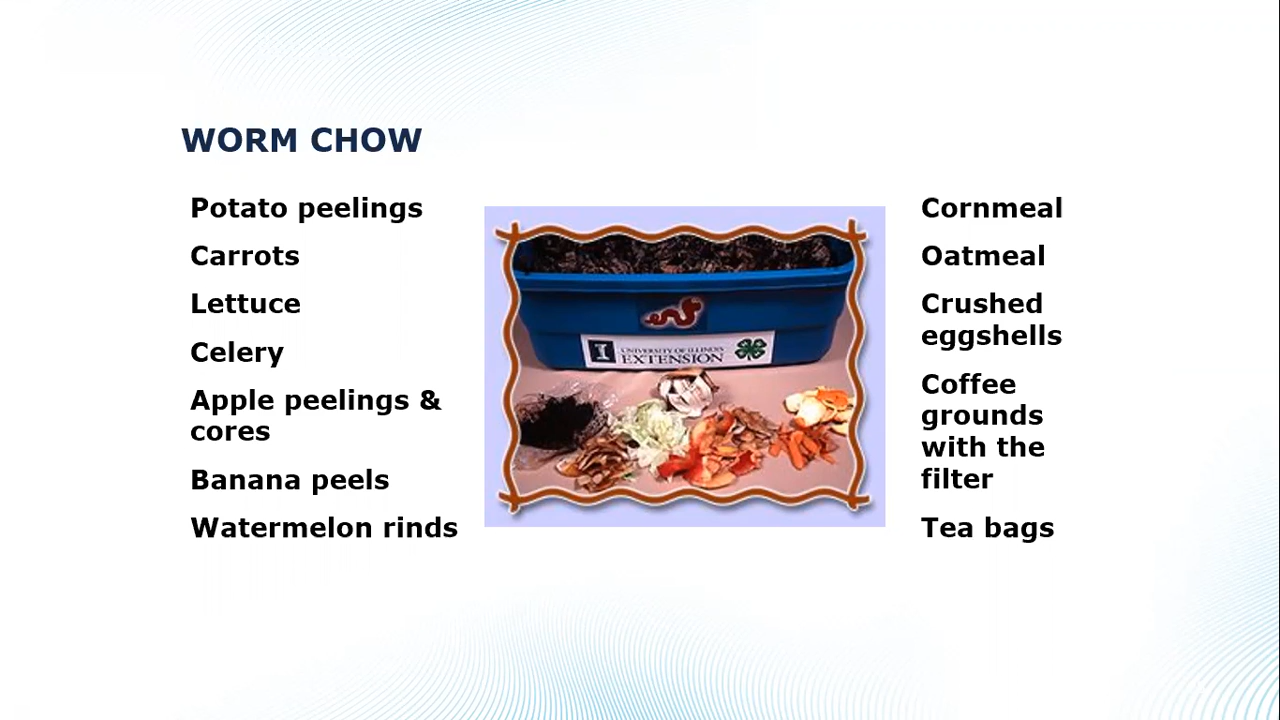 WORM CHOW
Potato peelings
Carrots
Lettuce
Celery
Apple peelings &
cores
Banana peels
Watermelon rinds
I
UNIVERSITY OF ILLINOIS
EXTENSION
Cornmeal
Oatmeal
Crushed
eggshells
Coffee
grounds
with the
filter
Tea bags